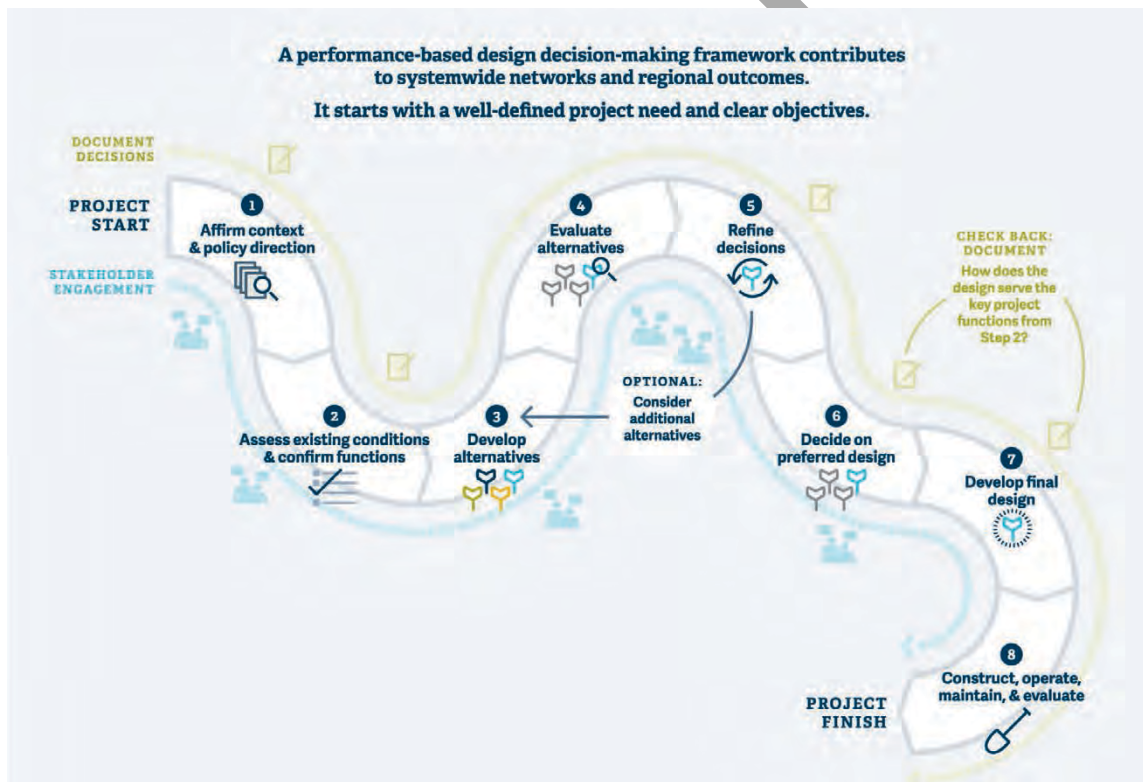 A performance-based design decision-making framework contributes
to systemwide networks and regional outcomes.
It starts with a well-defined project need and clear objectives.
DOCUMENT
DECISIONS
PROJECT
START
STAKEHOLDER
ENGAGEMENT
1
Affirm context
& policy direction
2
Assess existing conditions
& confirm functions
3
Develop
alternatives
4
Evaluate
alternatives
5
Refine
decisions
OPTIONAL:
Consider
additional
alternatives
6
Decide on
preferred design
CHECK BACK:
DOCUMENT
How does the
design serve the
key project
functions from
Step 2?
7
Develop final
design
8
Construct, operate,
maintain, & evaluate
PROJECT
FINISH